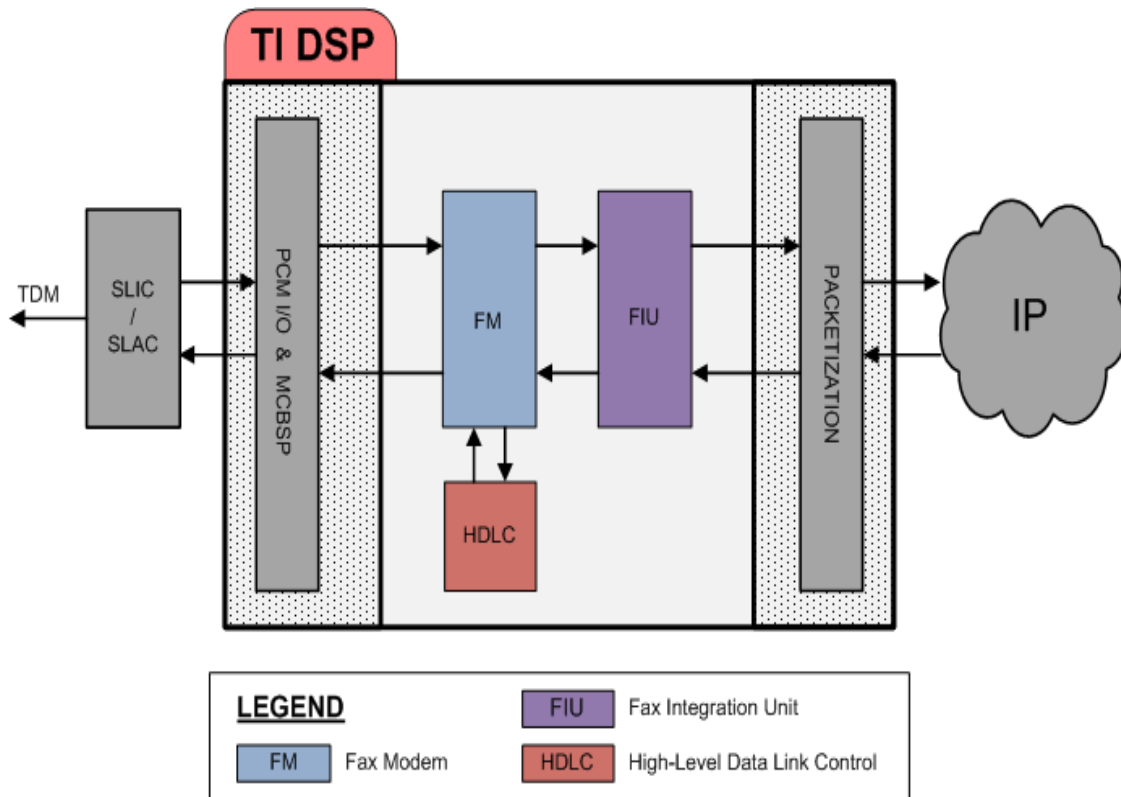 TI DSP
TDM
SLIC
/
SLAC
PCM I/O & MCBSP
FM
FIU
HDLC
PACKETIZATION
IP
LEGEND
FIU Fax Integration Unit
FM Fax Modem
HDLC High-Level Data Link Control